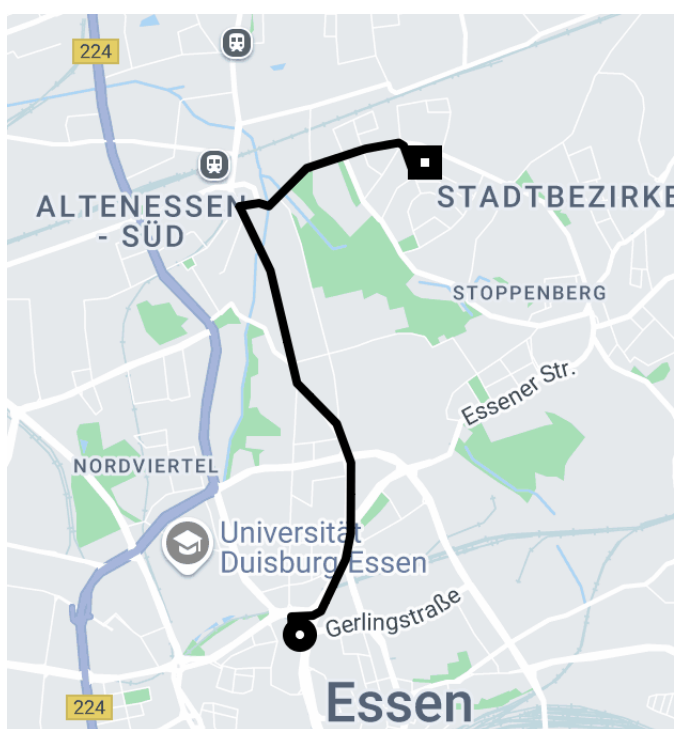 224
ALTENESSEN
- SÜD
STADTBEZIRKE
STOPPENBERG
Essener Str.
NORDVIERTEL
Universität
Duisburg-Essen
Gerlingstraße
Essen
224